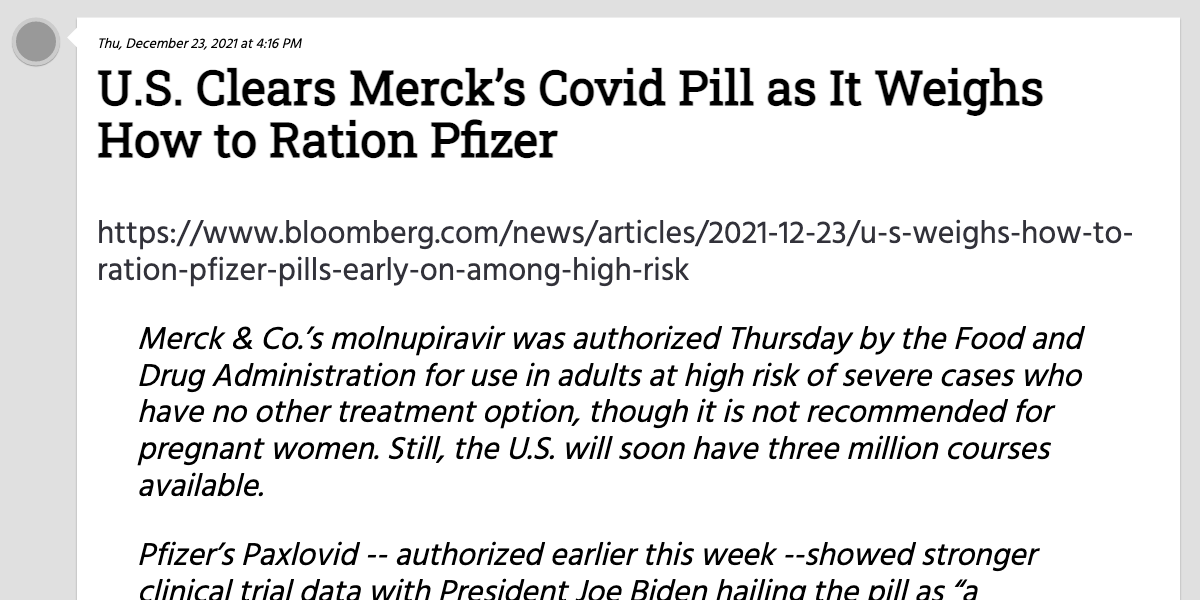 Thu, December 23, 2021 at 4:16 PM
U.S. Clears Merck’s Covid Pill as It Weighs
How to Ration Pfizer
https://www.bloomberg.com/news/articles/2021-12-23/u-s-weighs-how-to-
ration-pfizer-pills-early-on-among-high-risk
Merck & Co.’s molnupiravir was authorized Thursday by the Food and
Drug Administration for use in adults at high risk of severe cases who
have no other treatment option, though it is not recommended for
pregnant women. Still, the U.S. will soon have three million courses
available.
Pfizer’s Paxlovid -- authorized earlier this week --showed stronger
clinical trial data with President Joe Biden hailing the pill as “a